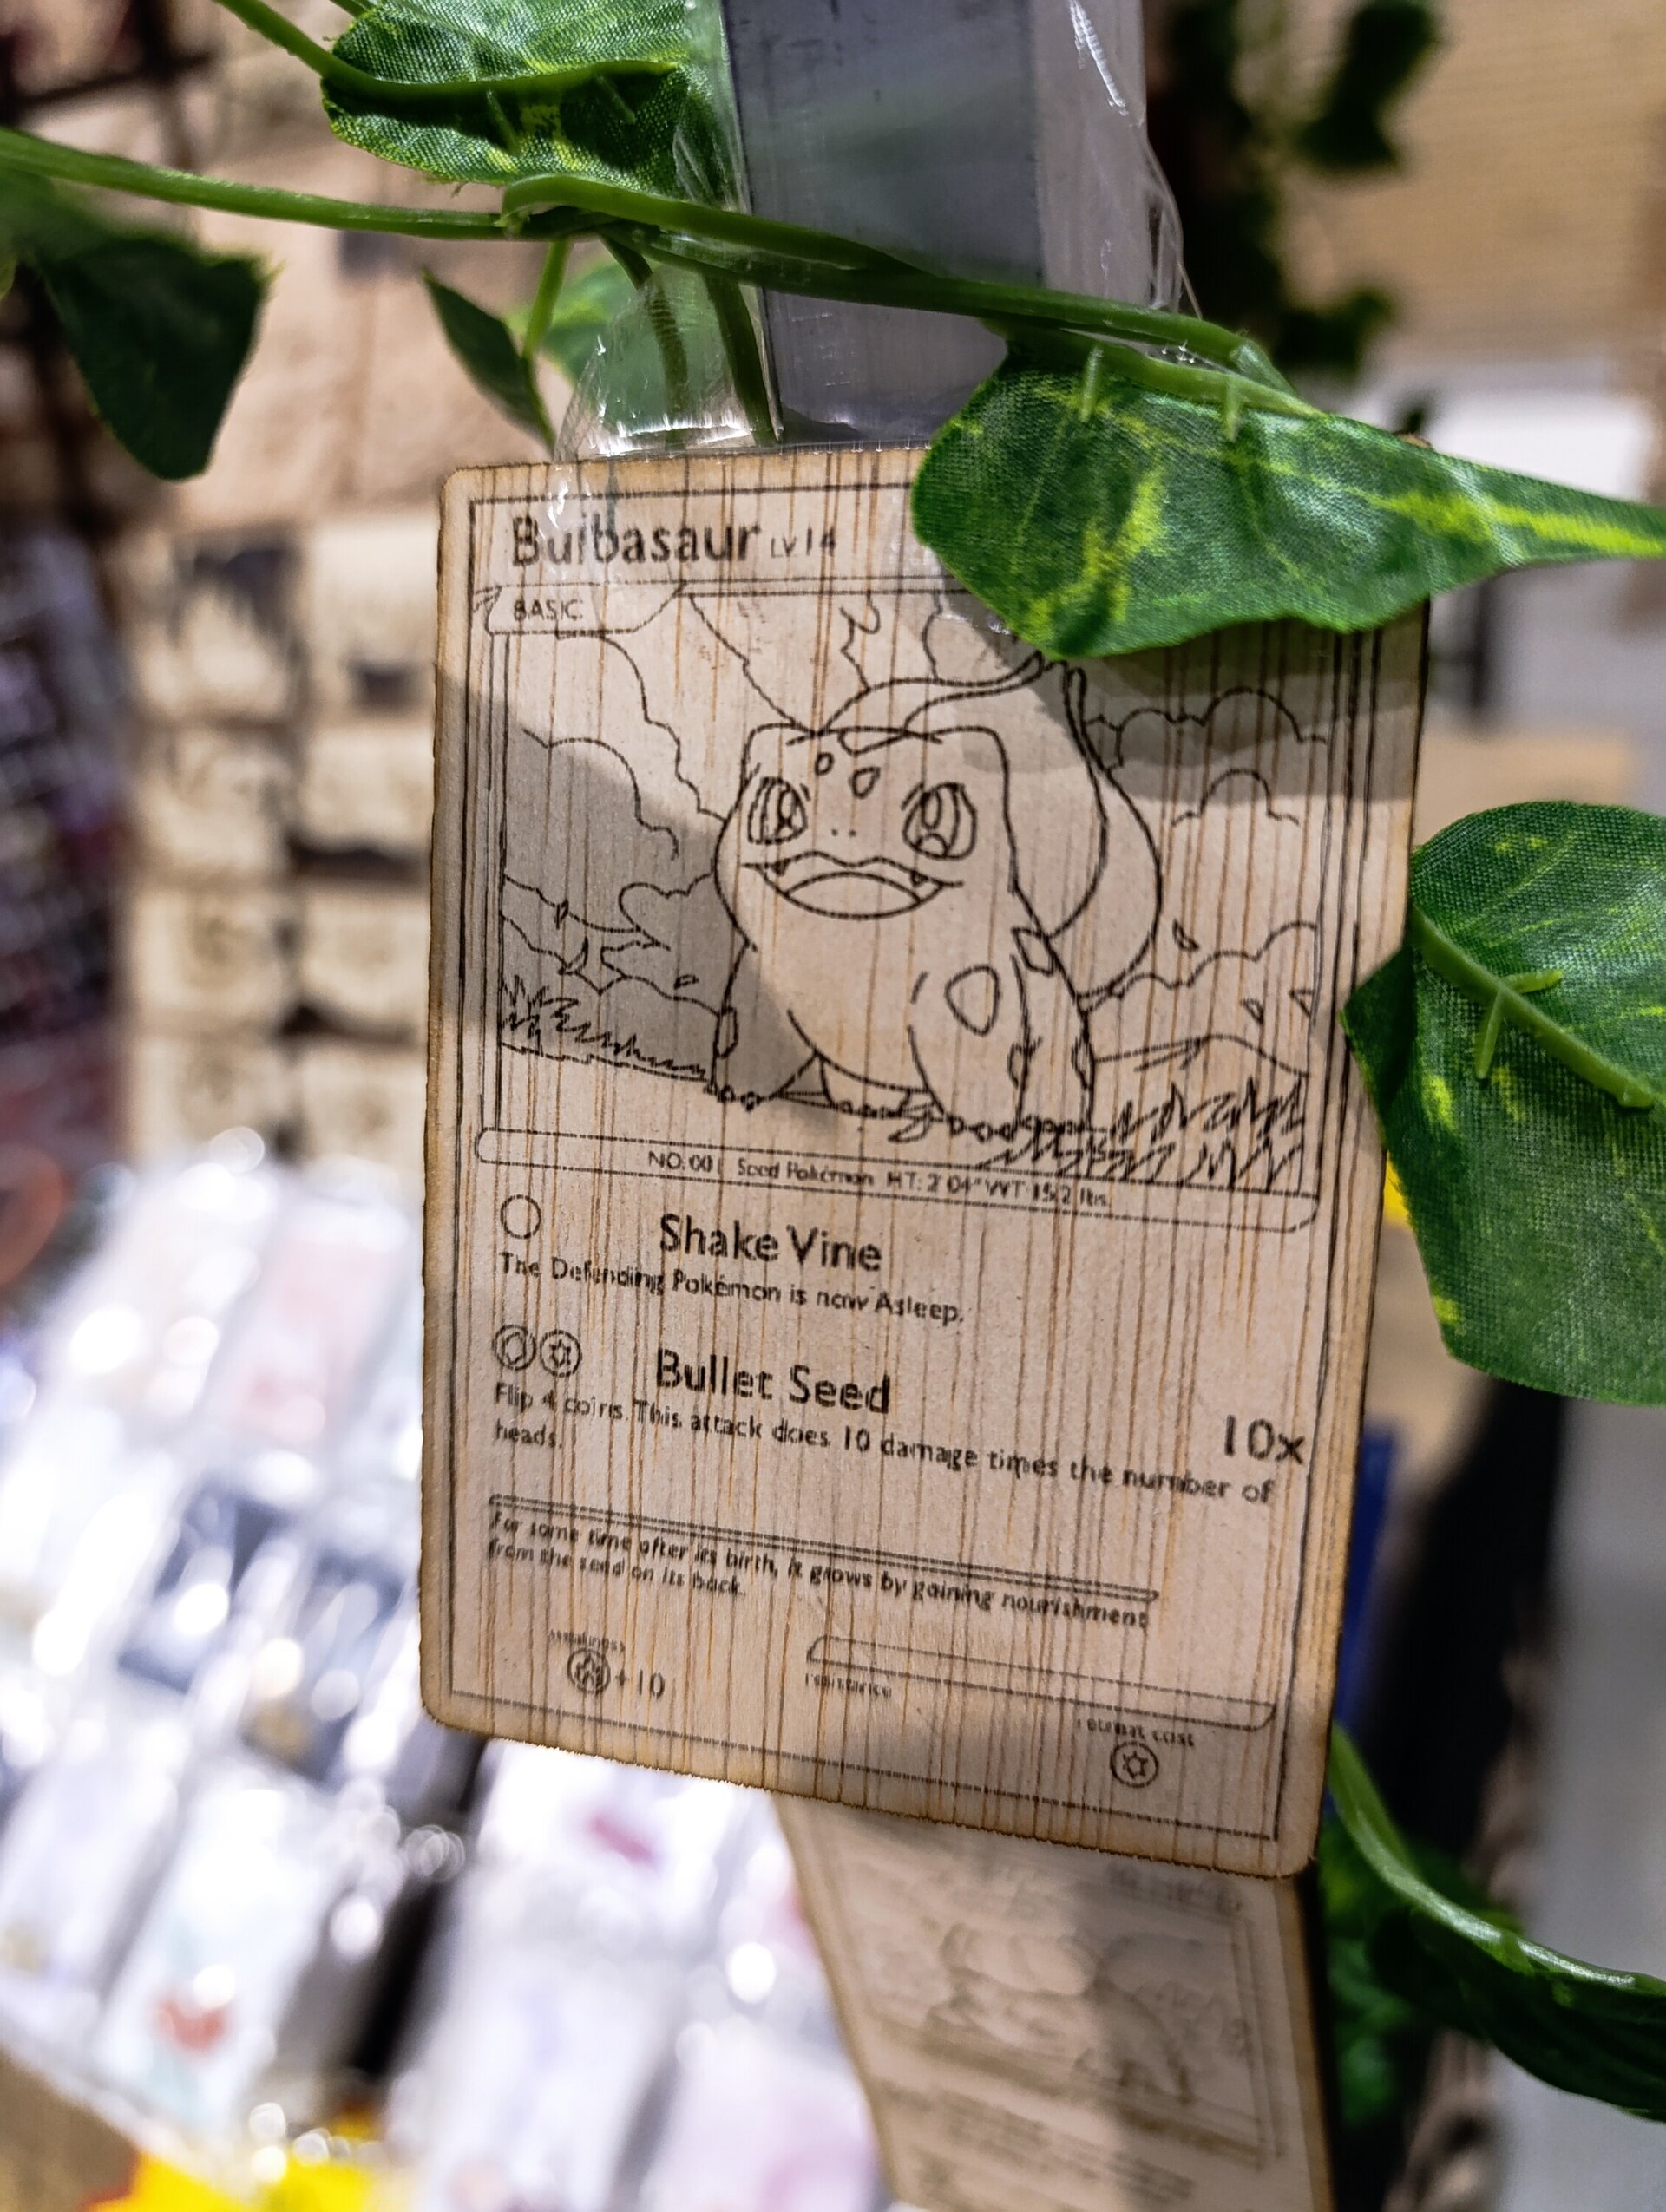 Bulbasaur LV.14
BASIC
NO. 001 Seed Pokémon HT: 2'04" WT: 15.2 lbs.
Shake Vine
The Defending Pokémon is now Asleep.
Bullet Seed
10x
Flip 4 coins. This attack does 10 damage times the number of
heads.
For some time after its birth, it grows by gaining nourishment
from the seed on its back.
weakness
+10
resistance
retreat cost